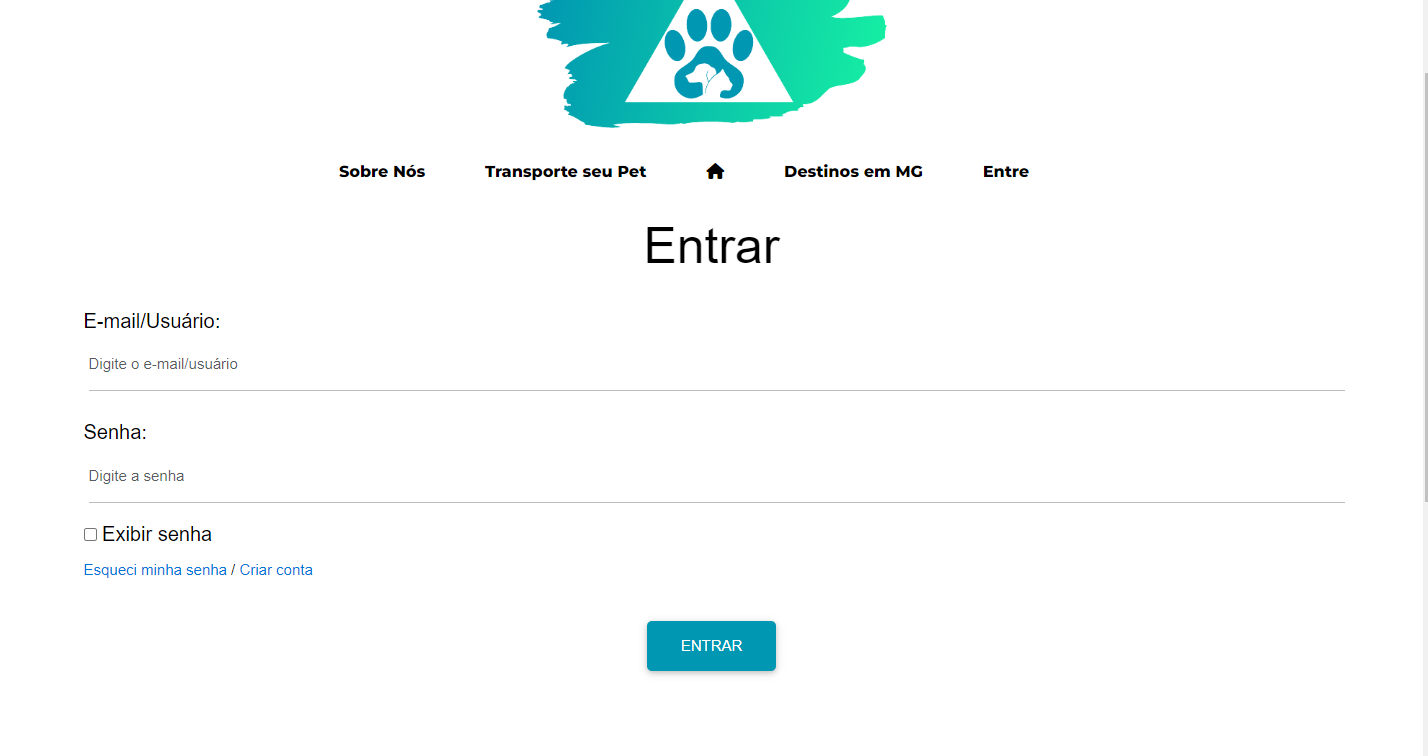 Sobre Nós Transporte seu Pet Destinos em MG Entre
Entrar
E-mail/Usuário:
Digite o e-mail/usuário
Senha:
Digite a senha
Exibir senha
Esqueci minha senha / Criar conta
ENTRAR